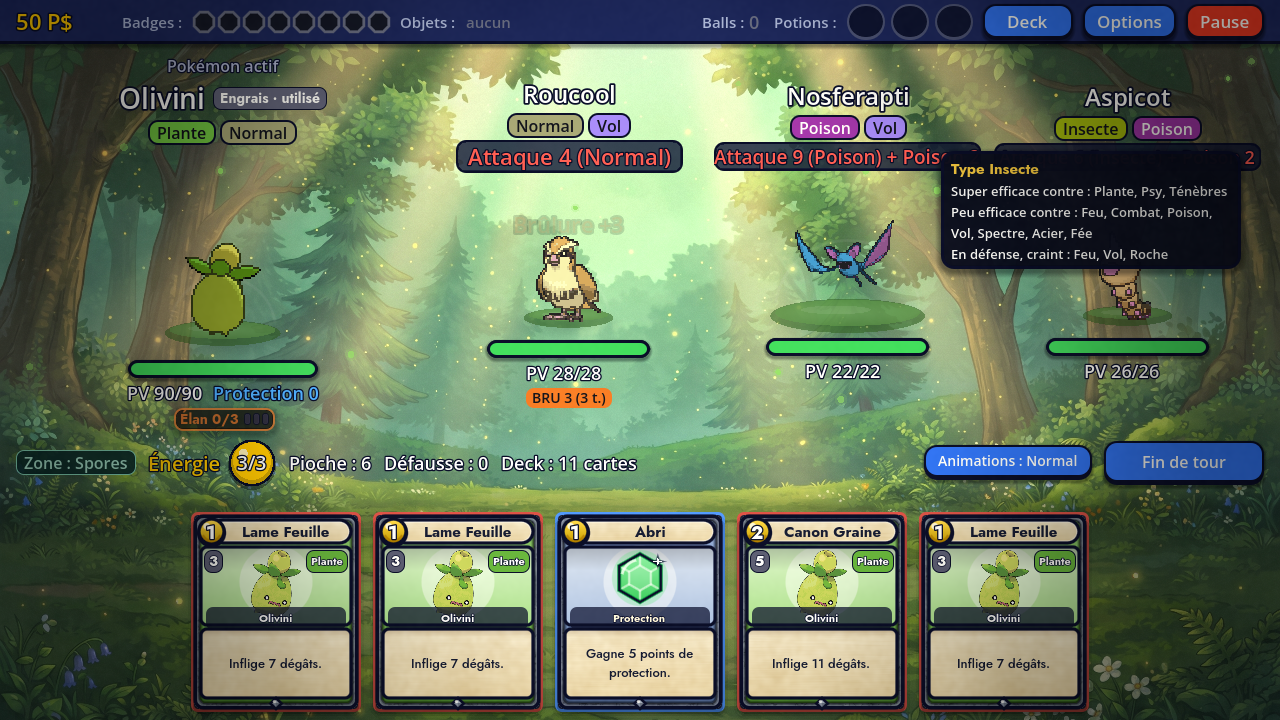 50 P$
Badges :
Objets : aucun
Balls : 0
Potions :
Deck
Options
Pause
Pokémon actif
Olivini
Engrais · utilisé
Plante
Normal
Roucool
Normal
Vol
Attaque 4 (Normal)
Nosferapti
Poison
Vol
Attaque 9 (Poison) + Poiso
Aspicot
Insecte
Poison
2
Type Insecte
Super efficace contre : Plante, Psy, Ténèbres
Peu efficace contre : Feu, Combat, Poison,
Vol, Spectre, Acier, Fée
En défense, craint : Feu, Vol, Roche
Brûlure +3
PV 90/90 Protection 0
Élan 0/3
PV 28/28
BRU 3 (3 t.)
PV 22/22
PV 26/26
Zone : Spores
Énergie 3/3
Pioche : 6 Défausse : 0 Deck : 11 cartes
Animations : Normal
Fin de tour
1 Lame Feuille
3 Plante
Olivini
Inflige 7 dégâts.
1 Lame Feuille
3 Plante
Olivini
Inflige 7 dégâts.
1 Abri
Protection
Gagne 5 points de
protection.
2 Canon Graine
5 Plante
Olivini
Inflige 11 dégâts.
1 Lame Feuille
3 Plante
Olivini
Inflige 7 dégâts.